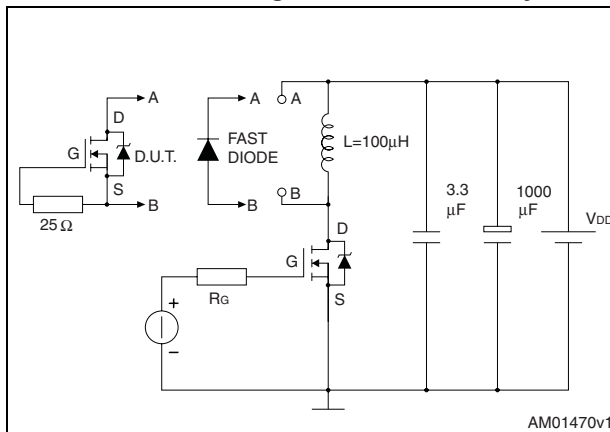 A
A
A
D
FAST
DIODE
L=100μH
G
D.U.T.
S
B
B
B
25 Ω
3.3
μF
1000
μF
VDD
D
G
RG
S
+
–
AM01470v1